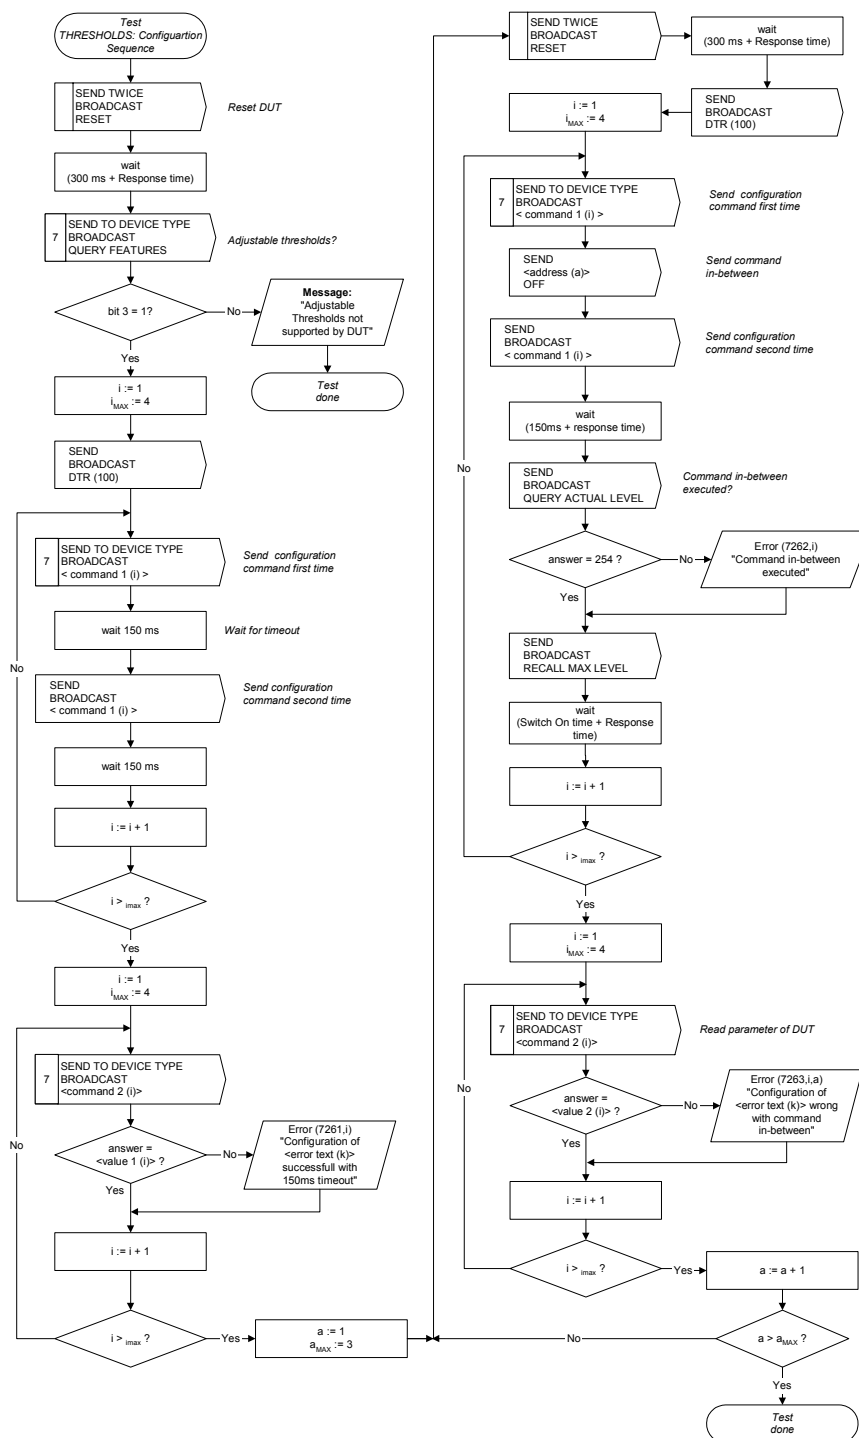 Test
THRESHOLDS: Configuartion
Sequence
SEND TWICE
BROADCAST
RESET
Reset DUT
wait
(300 ms + Response time)
7
SEND TO DEVICE TYPE
BROADCAST
QUERY FEATURES
Adjustable thresholds?
bit 3 = 1?
No
Message:
"Adjustable
Thresholds not
supported by DUT"
Test
done
Yes
i := 1
iMAX := 4
SEND
BROADCAST
DTR (100)
7
SEND TO DEVICE TYPE
BROADCAST
< command 1 (i) >
Send configuration
command first time
wait 150 ms
Wait for timeout
No
SEND
BROADCAST
< command 1 (i) >
Send configuration
command second time
wait 150 ms
i := i + 1
i > imax ?
Yes
i := 1
iMAX := 4
7
SEND TO DEVICE TYPE
BROADCAST
<command 2 (i)>
No
answer =
<value 1 (i)> ?
No
Error (7261,i)
"Configuration of
<error text (k)>
successfull with
150ms timeout"
Yes
i := i + 1
i > imax ?
Yes
a := 1
aMAX := 3
SEND TWICE
BROADCAST
RESET
wait
(300 ms + Response time)
SEND
BROADCAST
DTR (100)
i := 1
iMAX := 4
7
SEND TO DEVICE TYPE
BROADCAST
< command 1 (i) >
Send configuration
command first time
SEND
<address (a)>
OFF
Send command
in-between
SEND
BROADCAST
< command 1 (i) >
Send configuration
command second time
wait
(150ms + response time)
No
SEND
BROADCAST
QUERY ACTUAL LEVEL
Command in-between
executed?
answer = 254 ?
No
Error (7262,i)
"Command in-between
executed"
Yes
SEND
BROADCAST
RECALL MAX LEVEL
wait
(Switch On time + Response
time)
i := i + 1
i > imax ?
Yes
i := 1
iMAX := 4
7
SEND TO DEVICE TYPE
BROADCAST
<command 2 (i)>
Read parameter of DUT
No
answer =
<value 2 (i)> ?
No
Error (7263,i,a)
"Configuration of
<error text (k)> wrong
with command
in-between"
Yes
i := i + 1
i > imax ?
Yes
a := a + 1
a > aMAX ?
No
Yes
Test
done